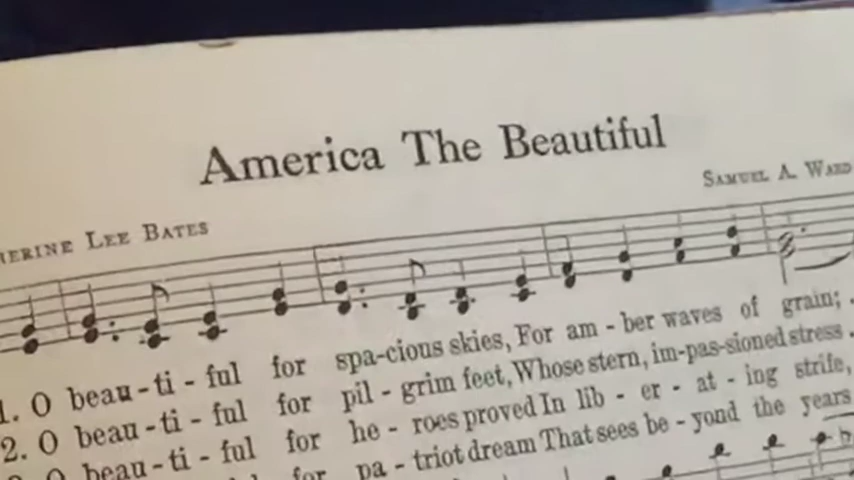 America The Beautiful
SAMUEL A. WARD
LEE BATES
1. O beau-ti-ful for spa-cious skies, For am-ber waves of grain;
2. O beau-ti-ful for pil-grim feet, Whose stern, im-pas-sioned stress
O beau-ti-ful for he-roes proved In lib-er-at-ing strife,
for pa-triot dream That sees be-yond the years